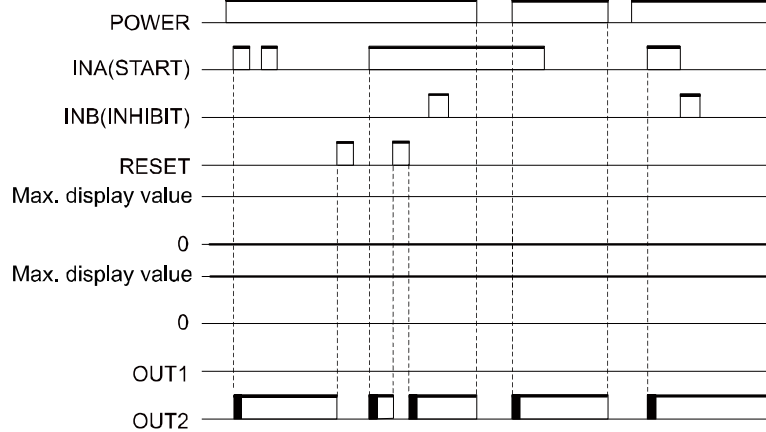 POWER
INA(START)
INB(INHIBIT)
RESET
Max. display value
0
Max. display value
0
OUT1
OUT2